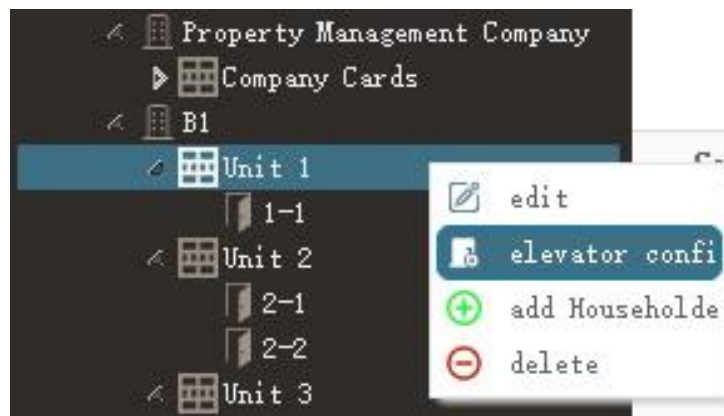 Property Management Company
Company Cards
B1
Unit 1
1-1
Unit 2
2-1
2-2
Unit 3
edit
elevator confi
add Householde
delete